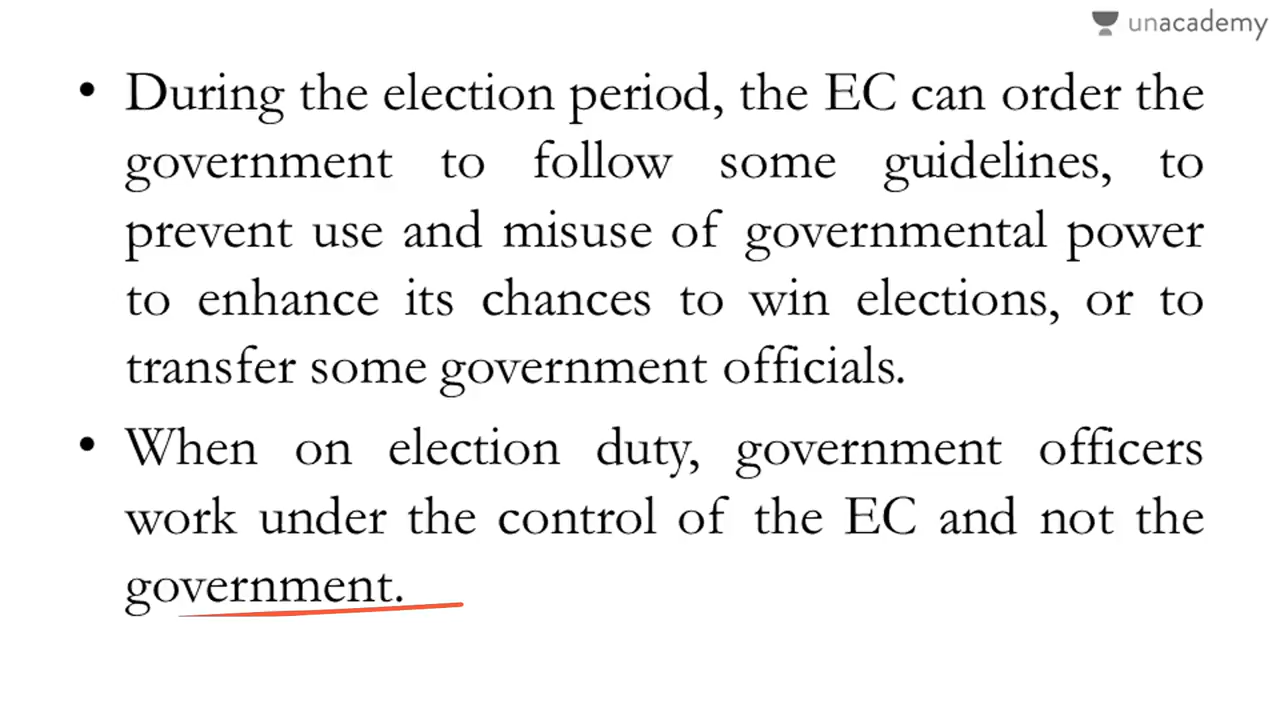 unacademy
• During the election period, the EC can order the
government to follow some guidelines, to
prevent use and misuse of governmental power
to enhance its chances to win elections, or to
transfer some government officials.
• When on election duty, government officers
work under the control of the EC and not the
government.